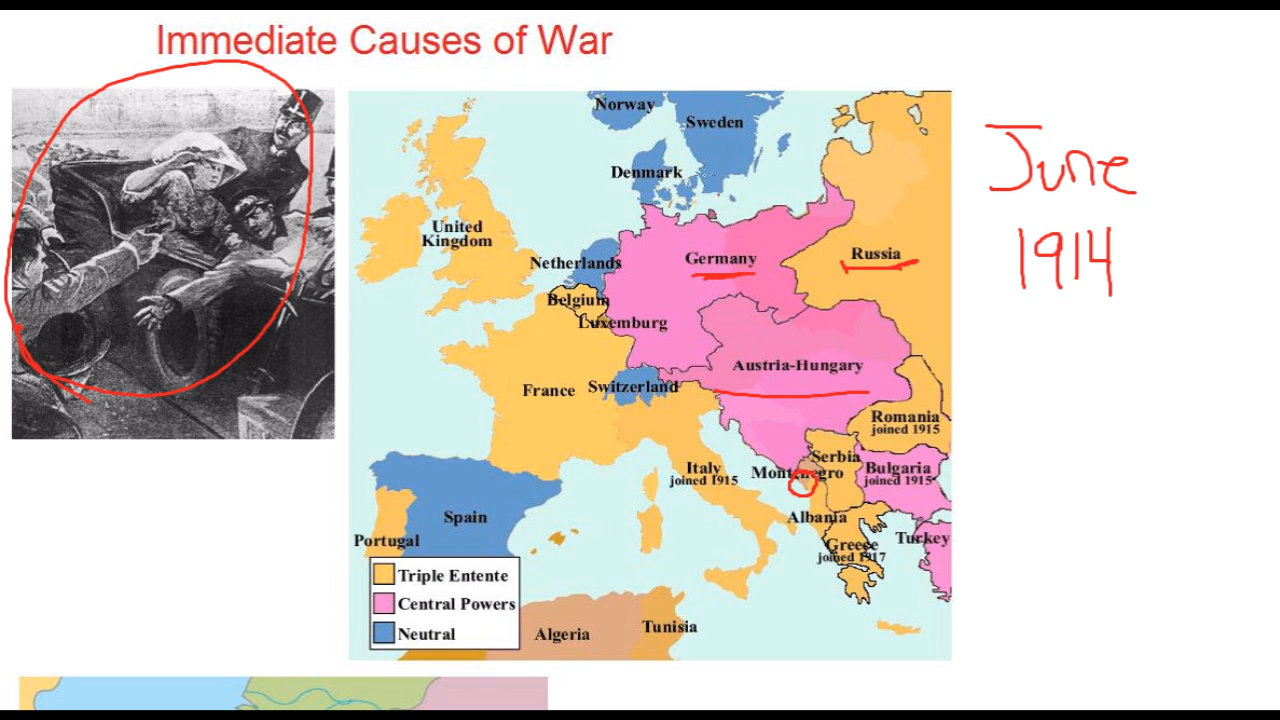 Immediate Causes of War
Norway
Sweden
Denmark
United
Kingdom
Netherlands
Germany
Russia
Belgium
Luxemburg
Austria-Hungary
France
Switzerland
Romania
joined 1915
Serbia
Italy
joined 1915
Montenegro
Bulgaria
joined 1915
Spain
Albania
Portugal
Greece
joined 1917
Turkey
Triple Entente
Central Powers
Neutral
Algeria
Tunisia
June
1914